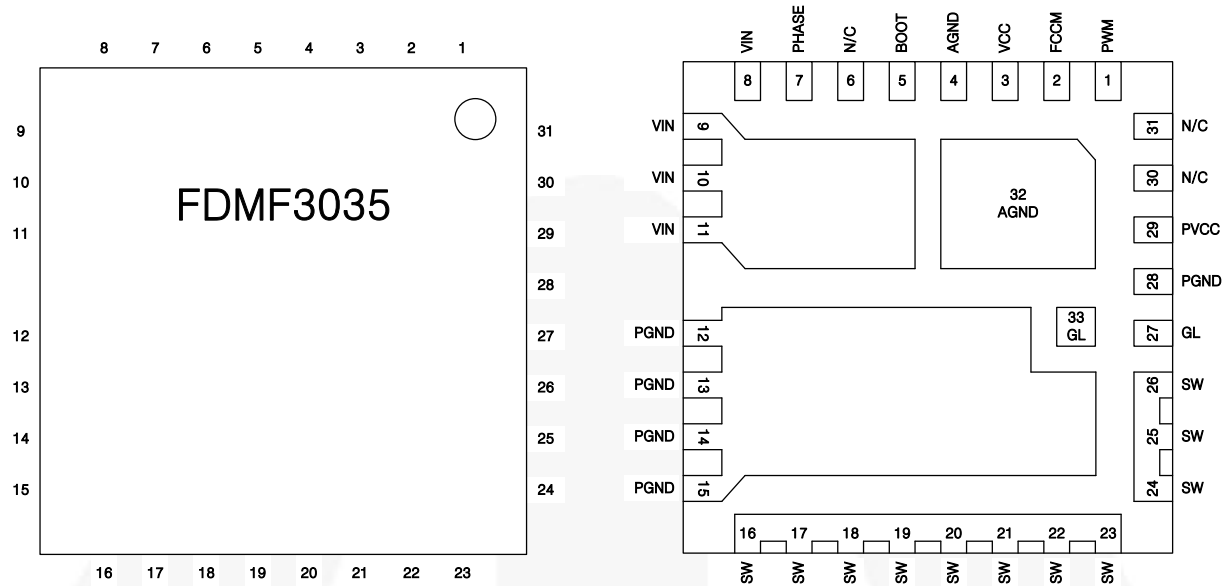 8 7 6 5 4 3 2 1
9
10
11
12
13
14
15
31
30
29
28
27
26
25
24
FDMF3035
16 17 18 19 20 21 22 23
VIN PHASE N/C BOOT AGND VCC FCCM PWM
8 7 6 5 4 3 2 1
VIN 9
VIN 10
VIN 11
PGND 12
PGND 13
PGND 14
PGND 15
32
AGND
33
GL
31 N/C
30 N/C
29 PVCC
28 PGND
27 GL
26 SW
25 SW
24 SW
16 17 18 19 20 21 22 23
SW SW SW SW SW SW SW SW